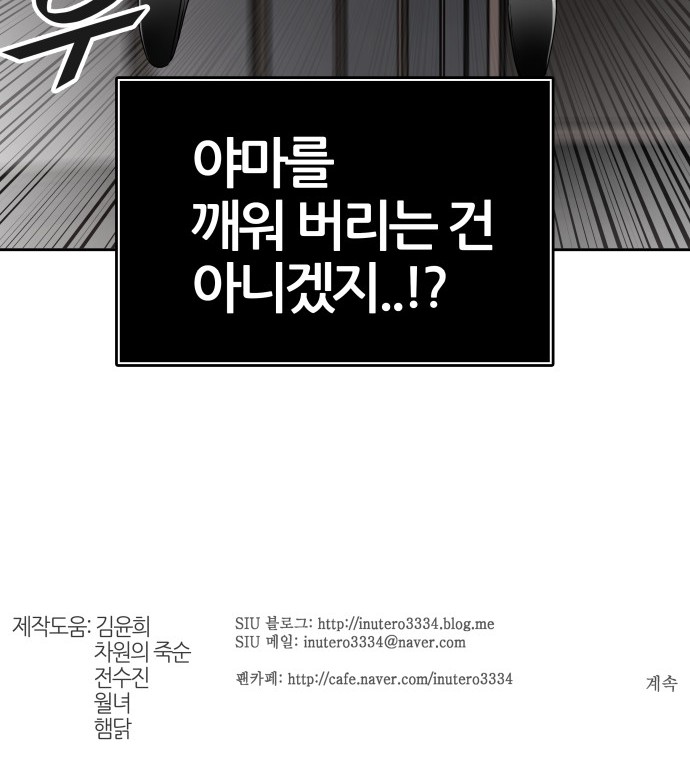 후
야마를
깨워 버리는 건
아니겠지..!?
제작도움: 김윤희
차원의 죽순
전수진
월녀
햄닭
SIU 블로그: http://inutero3334.blog.me
SIU 메일: inutero3334@naver.com
팬카페: http://cafe.naver.com/inutero3334
계속